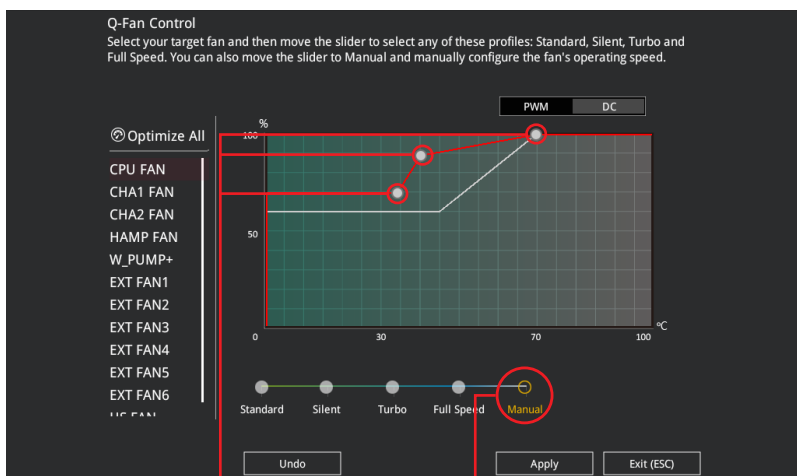 Q-Fan Control
Select your target fan and then move the slider to select any of these profiles: Standard, Silent, Turbo and
Full Speed. You can also move the slider to Manual and manually configure the fan's operating speed.
PWM DC
%
Optimize All
100
CPU FAN
CHA1 FAN
CHA2 FAN
HAMP FAN
50
W_PUMP+
EXT FAN1
EXT FAN2
EXT FAN3
°C
0 30 70 100
EXT FAN4
EXT FAN5
EXT FAN6
Standard Silent Turbo Full Speed Manual
Undo Apply Exit (ESC)